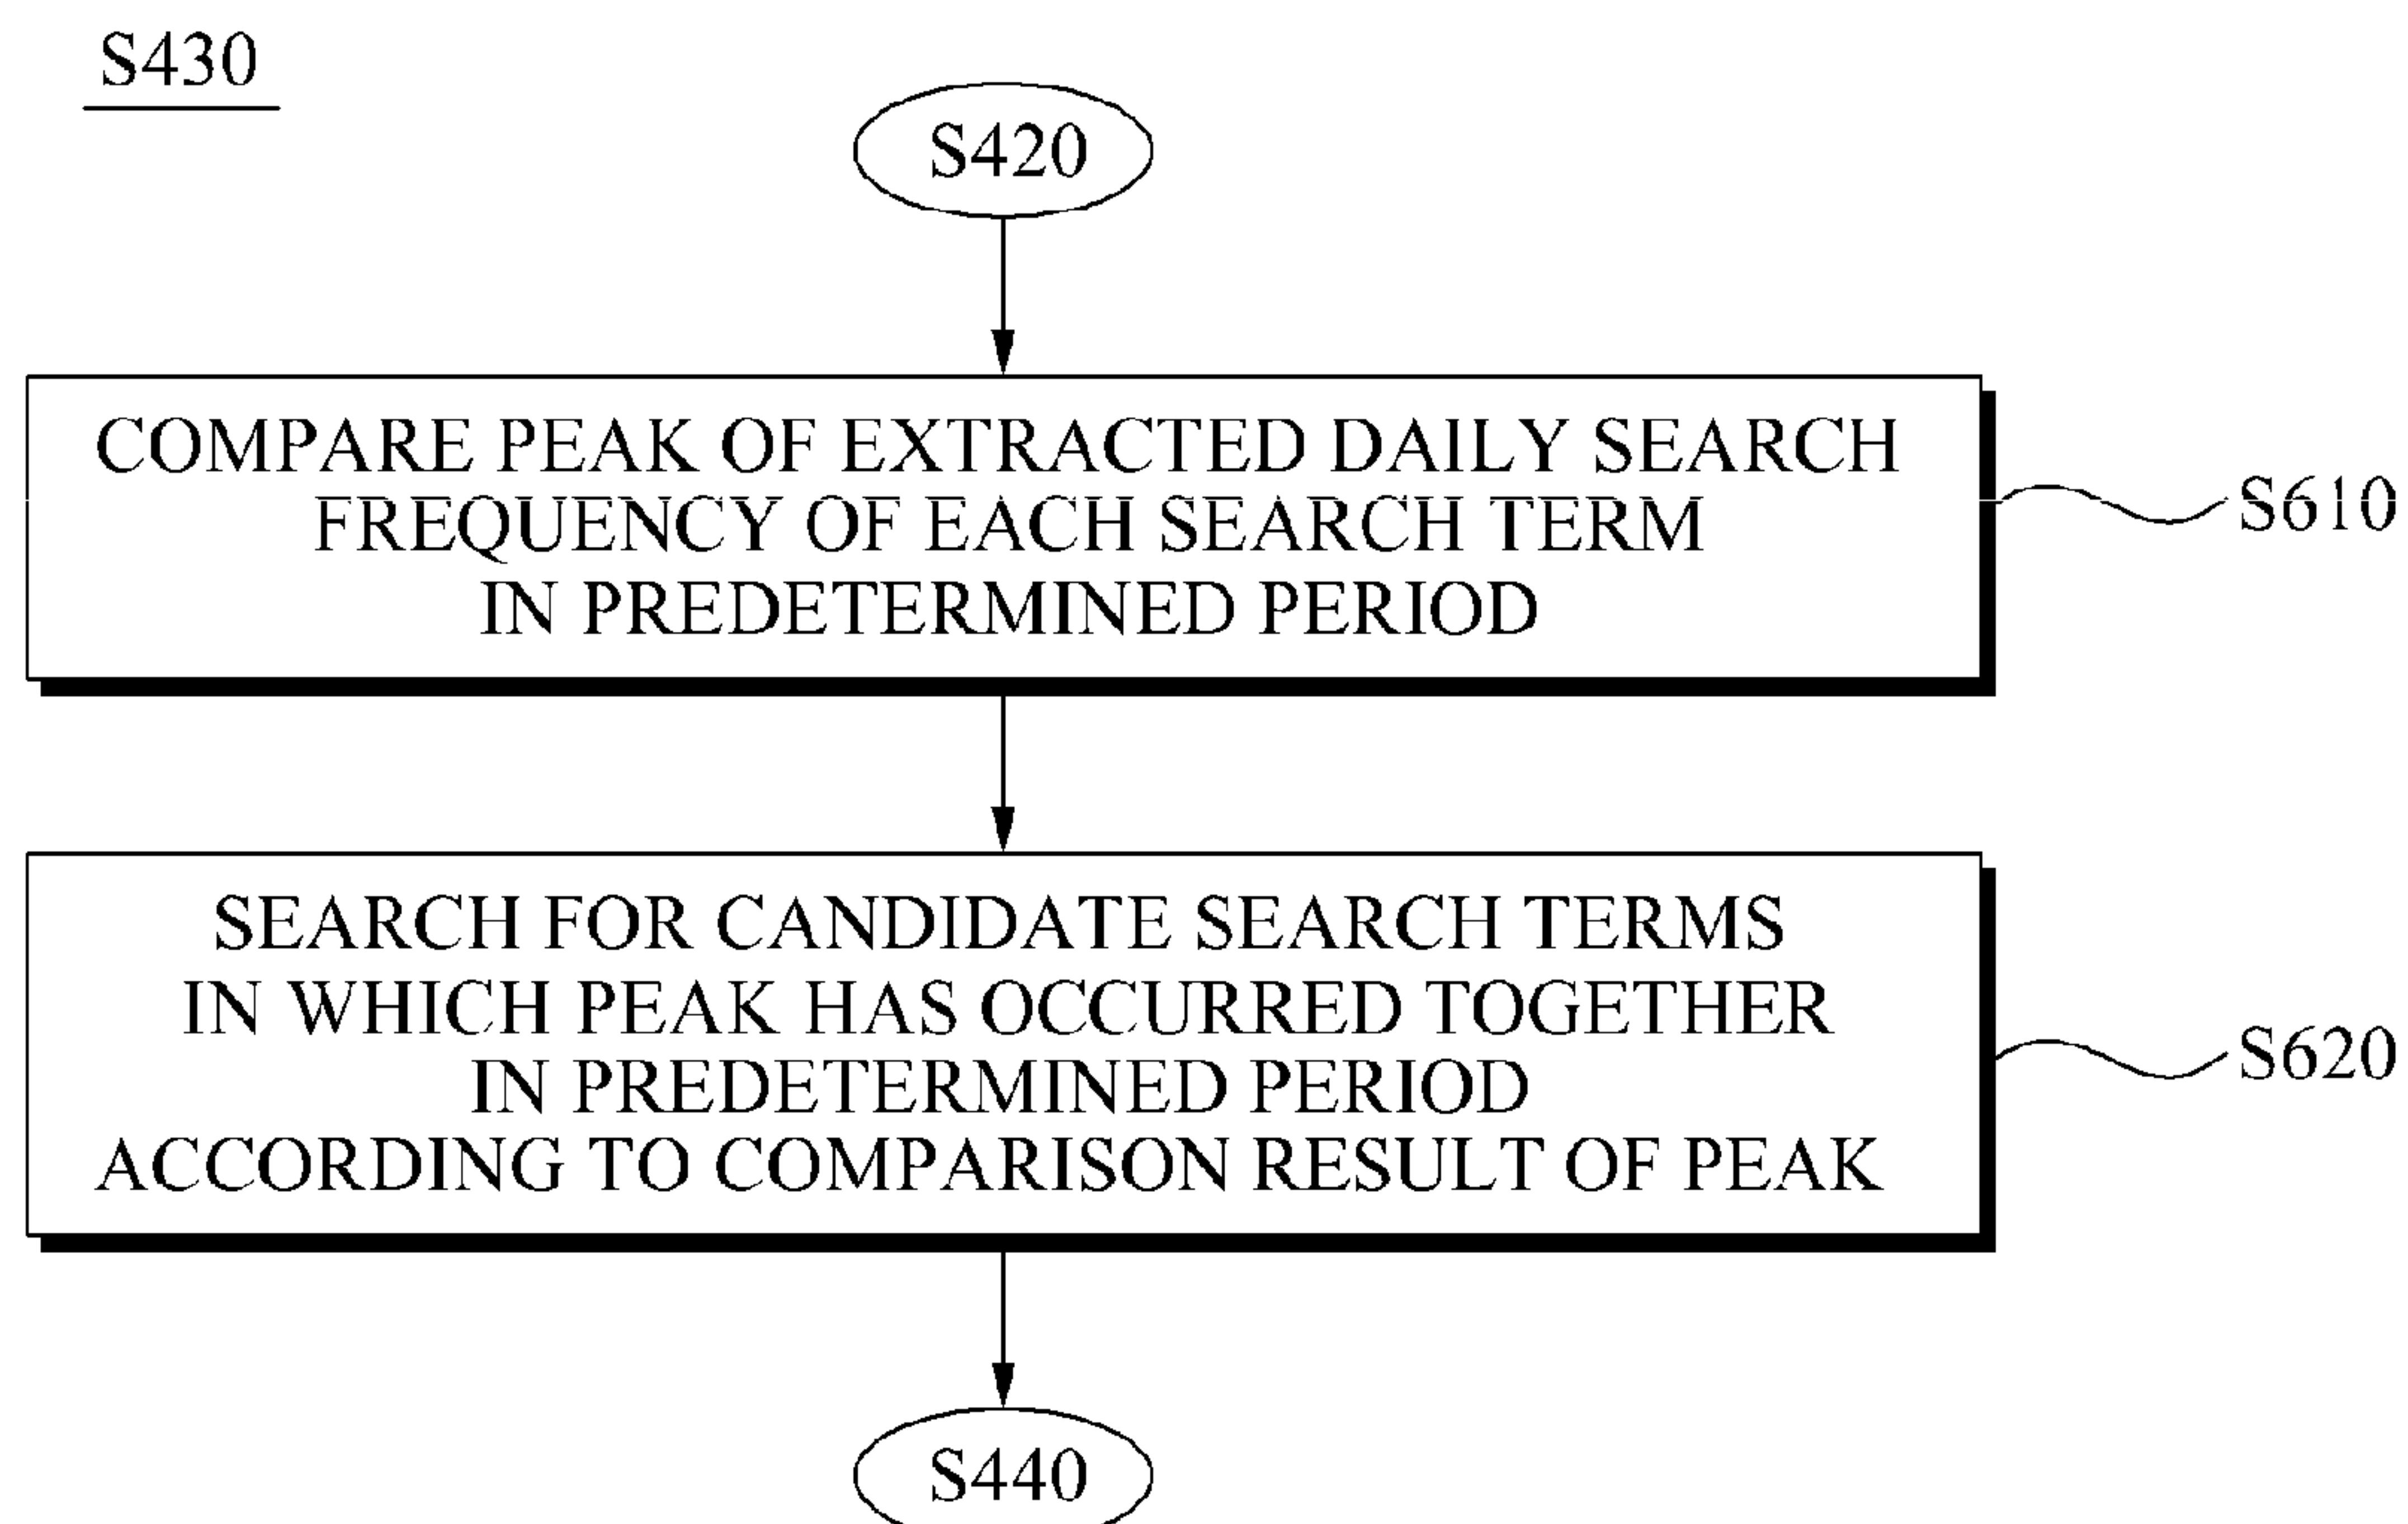 S430
S420
COMPARE PEAK OF EXTRACTED DAILY SEARCH
FREQUENCY OF EACH SEARCH TERM
IN PREDETERMINED PERIOD
S610
SEARCH FOR CANDIDATE SEARCH TERMS
IN WHICH PEAK HAS OCCURRED TOGETHER
IN PREDETERMINED PERIOD
ACCORDING TO COMPARISON RESULT OF PEAK
S620
S440